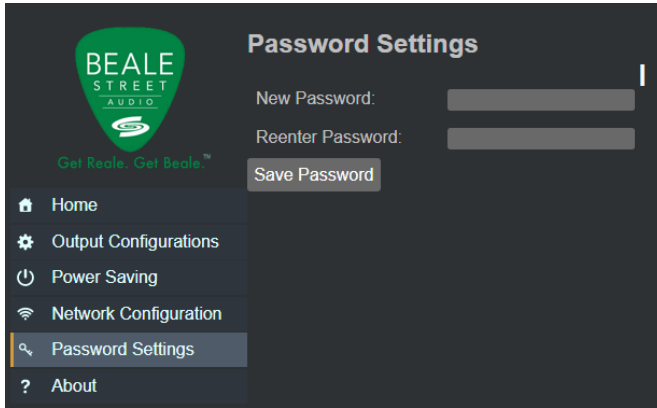 BEALE
STREET
AUDIO
Get Reale. Get Beale.™
Home
Output Configurations
Power Saving
Network Configuration
Password Settings
? About
Password Settings
New Password:
Reenter Password:
Save Password